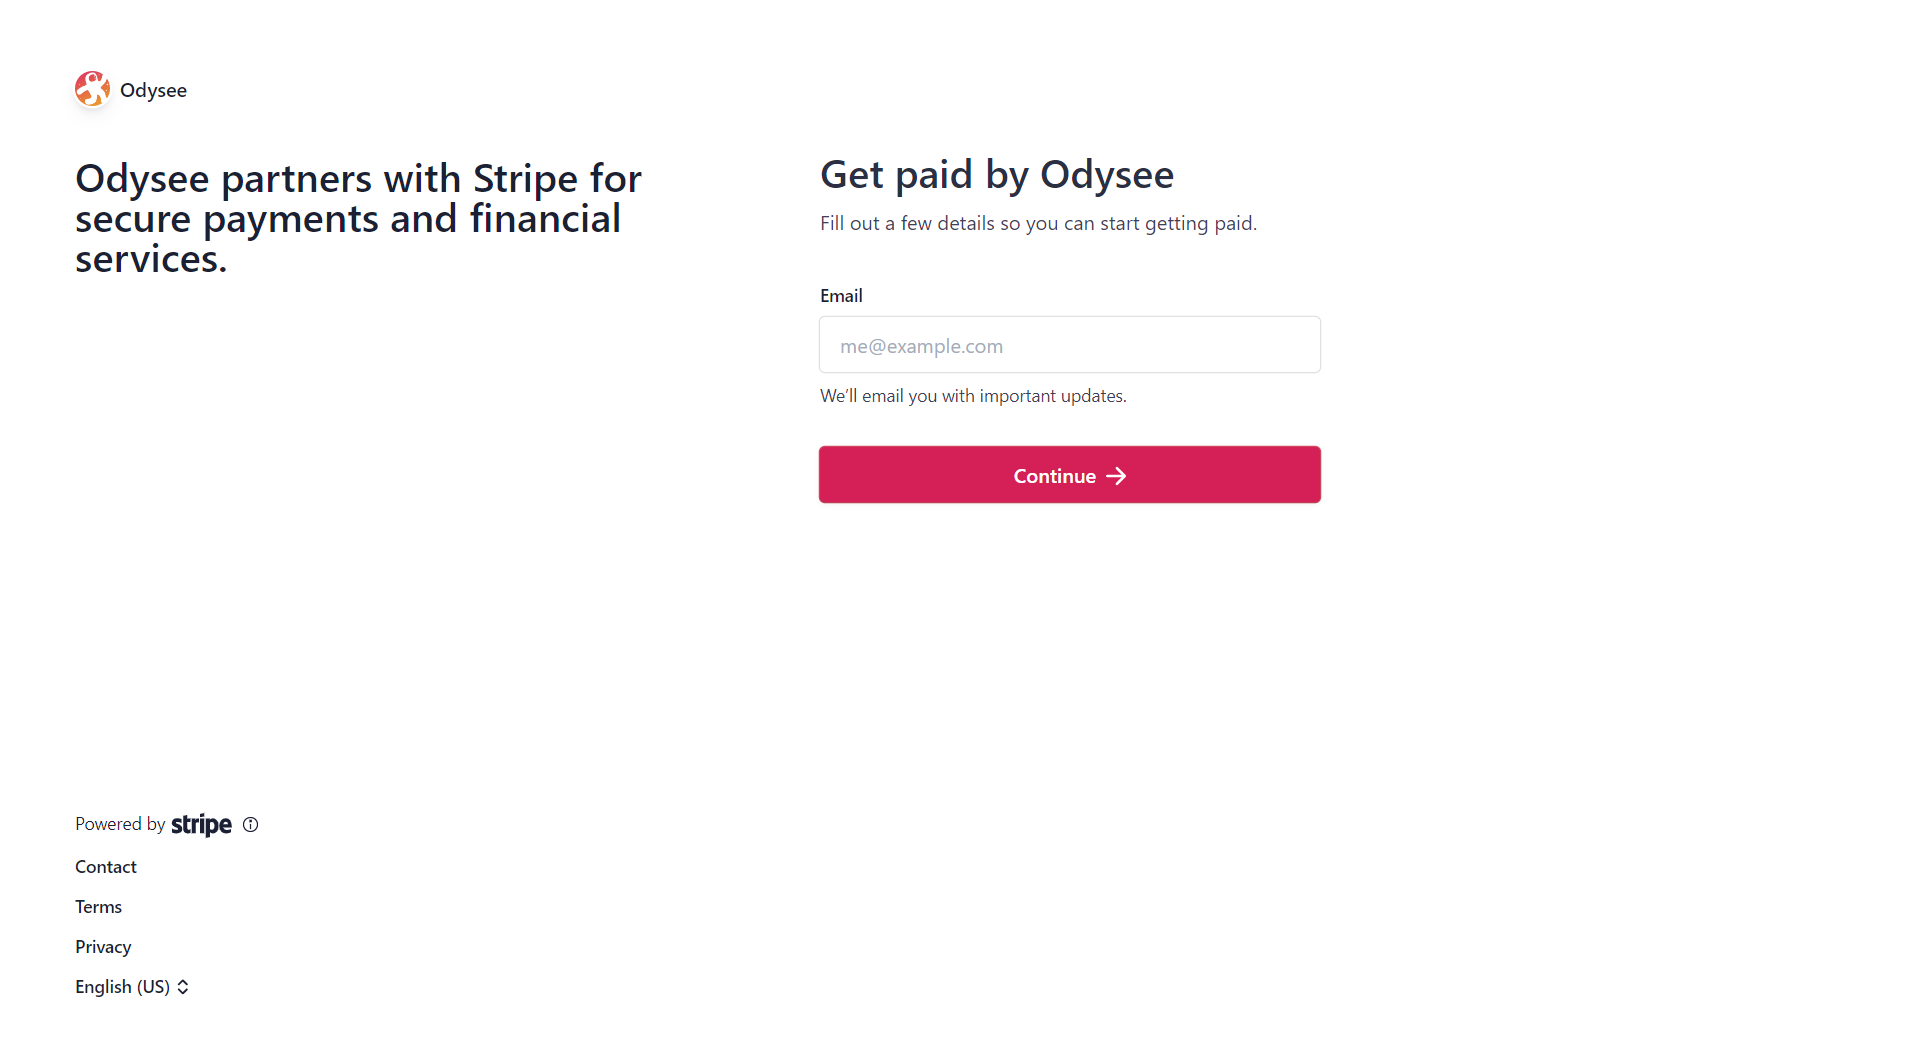 Odysee
Odysee partners with Stripe for
secure payments and financial
services.
Get paid by Odysee
Fill out a few details so you can start getting paid.
Email
me@example.com
We’ll email you with important updates.
Continue
Powered by stripe
Contact
Terms
Privacy
English (US)